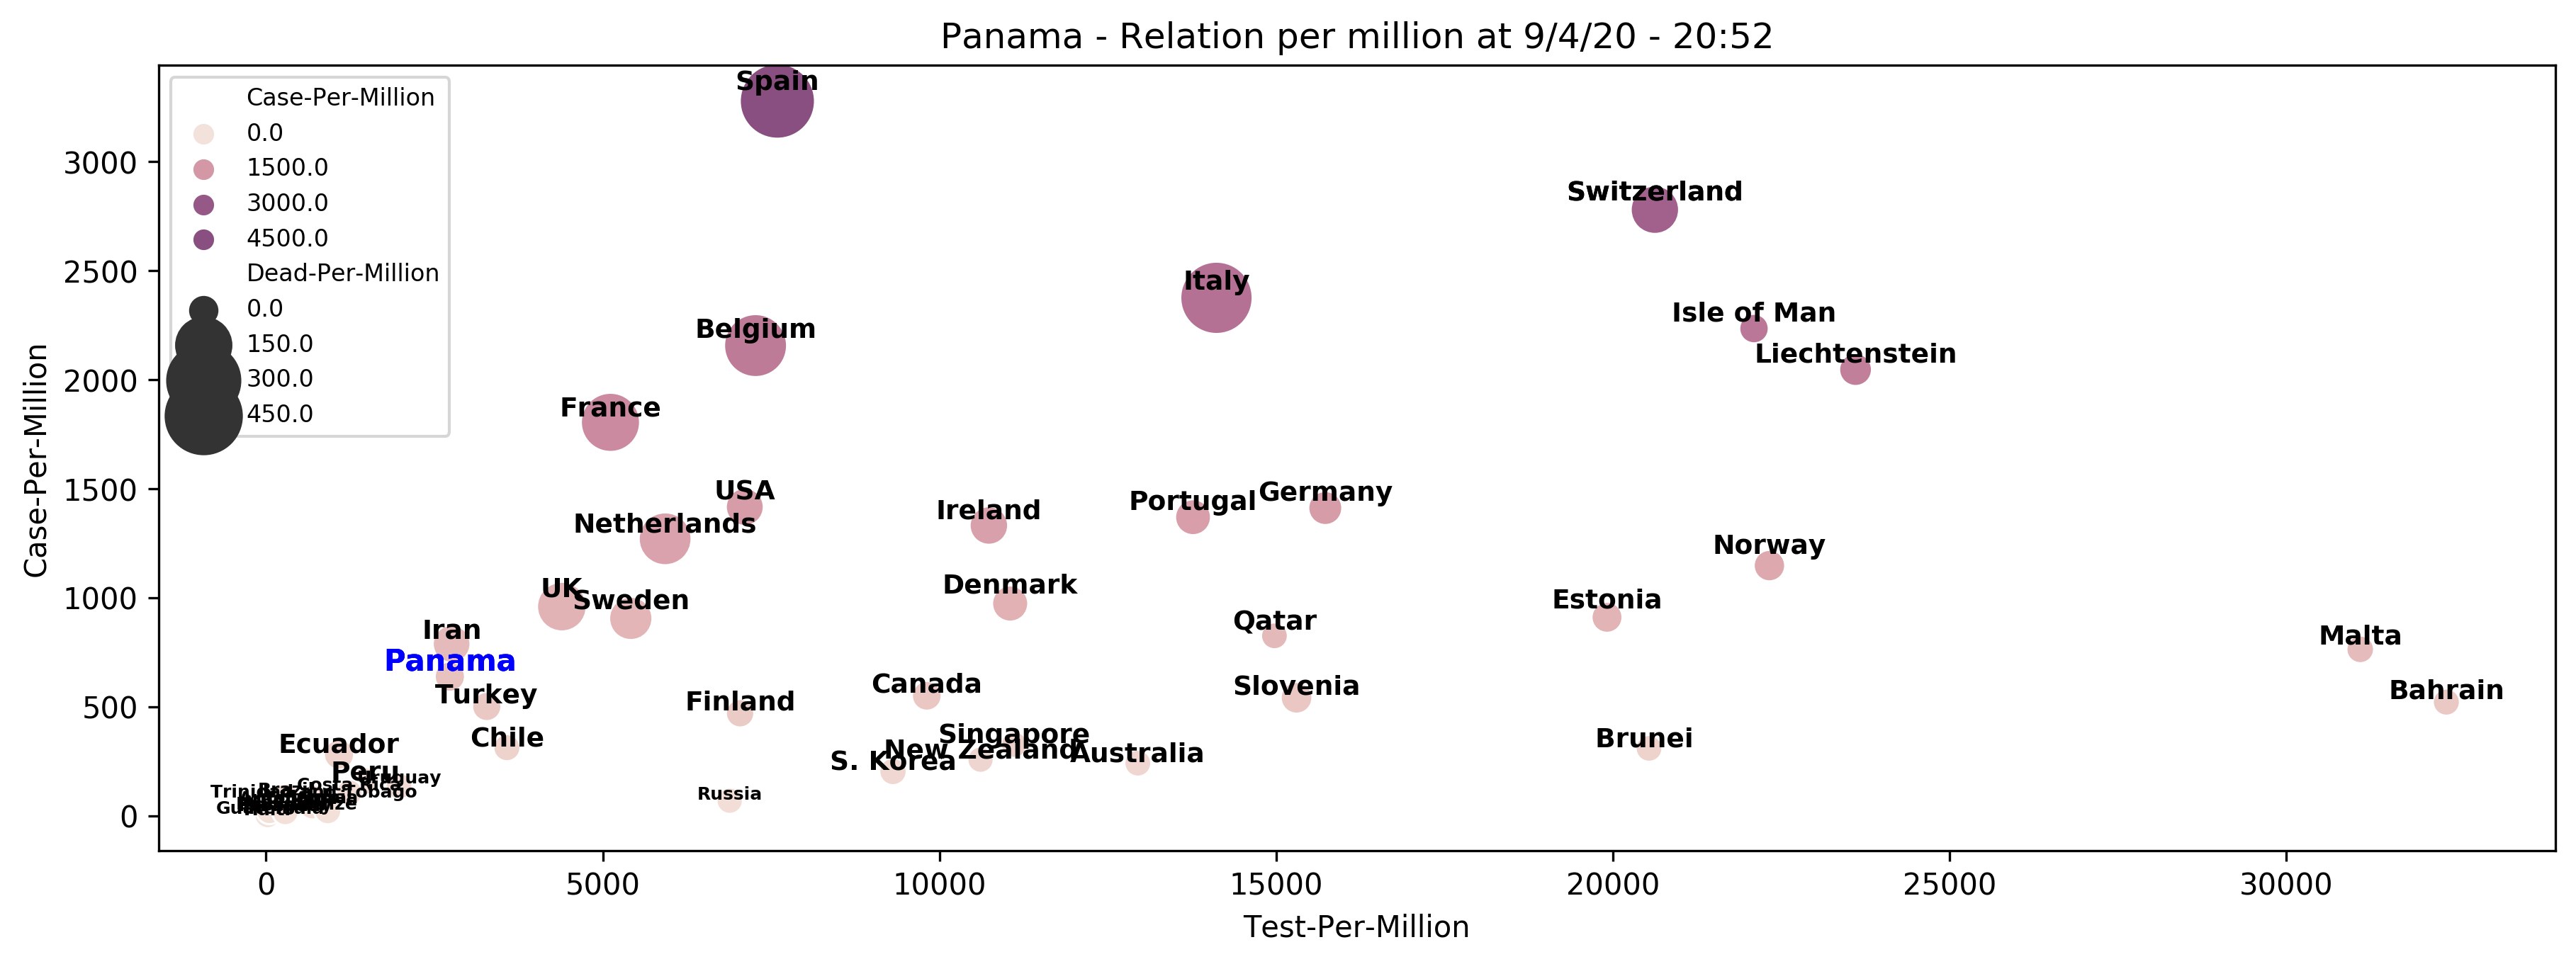 Panama - Relation per million at 9/4/20 - 20:52
Case-Per-Million
0.0
1500.0
3000.0
4500.0
Dead-Per-Million
0.0
150.0
300.0
450.0
Case-Per-Million
3000
2500
2000
1500
1000
500
0
Spain
Switzerland
Italy
Isle of Man
Belgium
Liechtenstein
France
USA
Portugal
Germany
Ireland
Netherlands
Norway
Denmark
UK
Sweden
Estonia
Qatar
Iran
Malta
Panama
Canada
Slovenia
Turkey
Finland
Bahrain
Ecuador
Chile
Singapore
New Zealand
Brunei
S. Korea
Australia
Peru
Uruguay
Costa Rica
Russia
0
5000
10000
15000
20000
25000
30000
Test-Per-Million